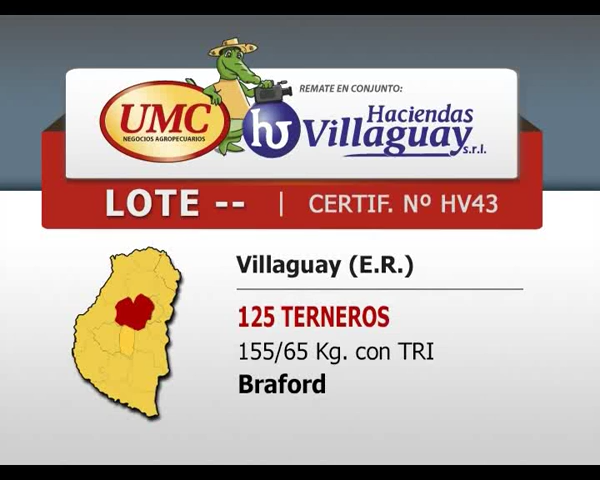 REMATE EN CONJUNTO:
UMC
NEGOCIOS AGROPECUARIOS
hv
Haciendas
Villaguay
s.r.l.
LOTE -- | CERTIF. Nº HV43
Villaguay (E.R.)
125 TERNEROS
155/65 Kg. con TRI
Braford